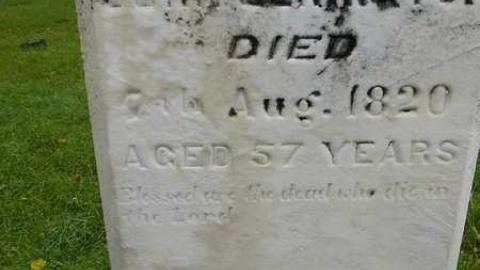 DIED
Aug. 1820
AGED 57 YEARS
Blessed are the dead who die in
the Lord